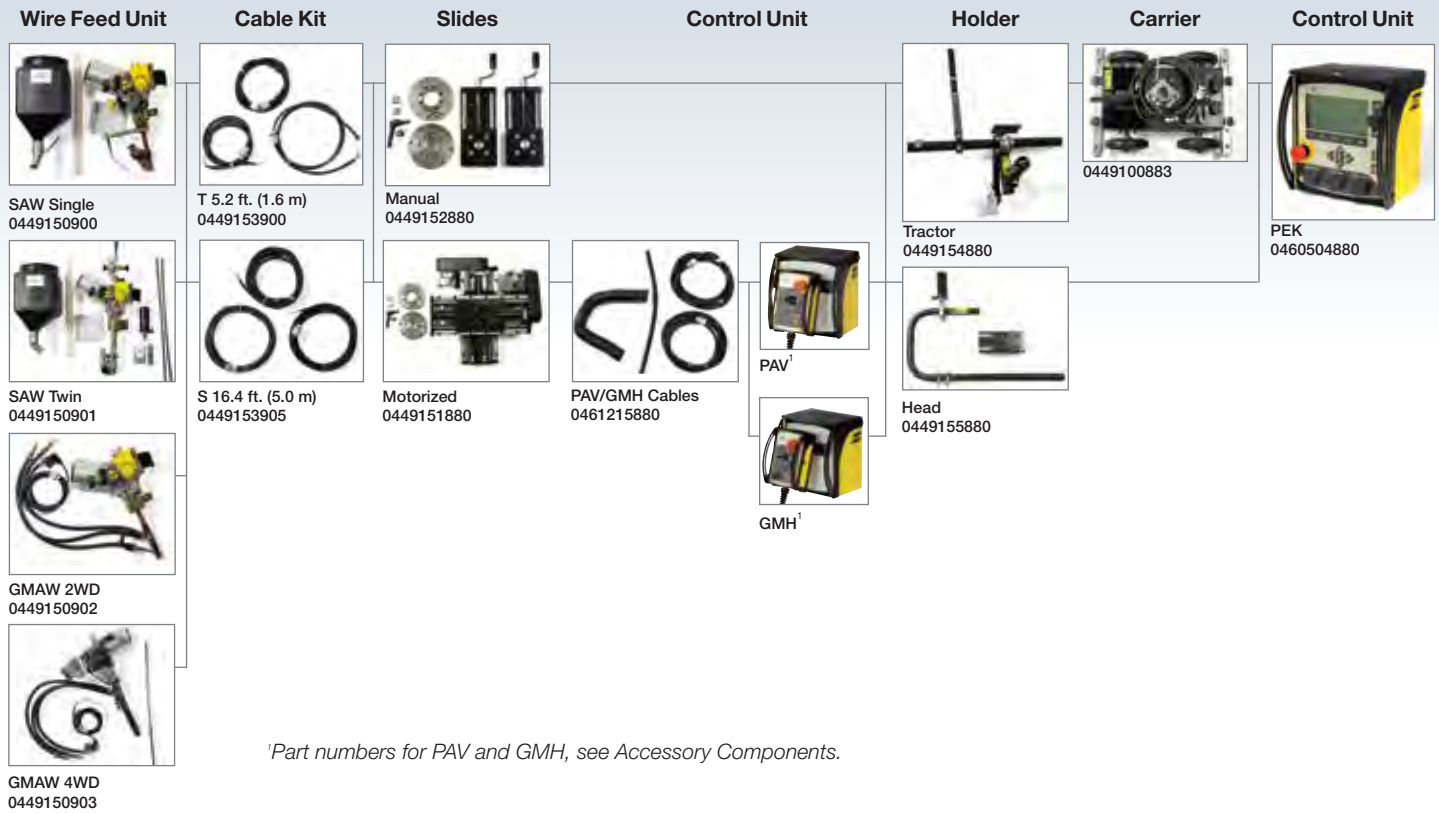 Wire Feed Unit
Cable Kit
Slides
Control Unit
Holder
Carrier
Control Unit
SAW Single
0449150900
T 5.2 ft. (1.6 m)
0449153900
Manual
0449152880
Tractor
0449154880
0449100883
PEK
0460504880
SAW Twin
0449150901
S 16.4 ft. (5.0 m)
0449153905
Motorized
0449151880
PAV/GMH Cables
0461215880
PAV¹
GMH¹
Head
0449155880
GMAW 2WD
0449150902
GMAW 4WD
0449150903
¹Part numbers for PAV and GMH, see Accessory Components.